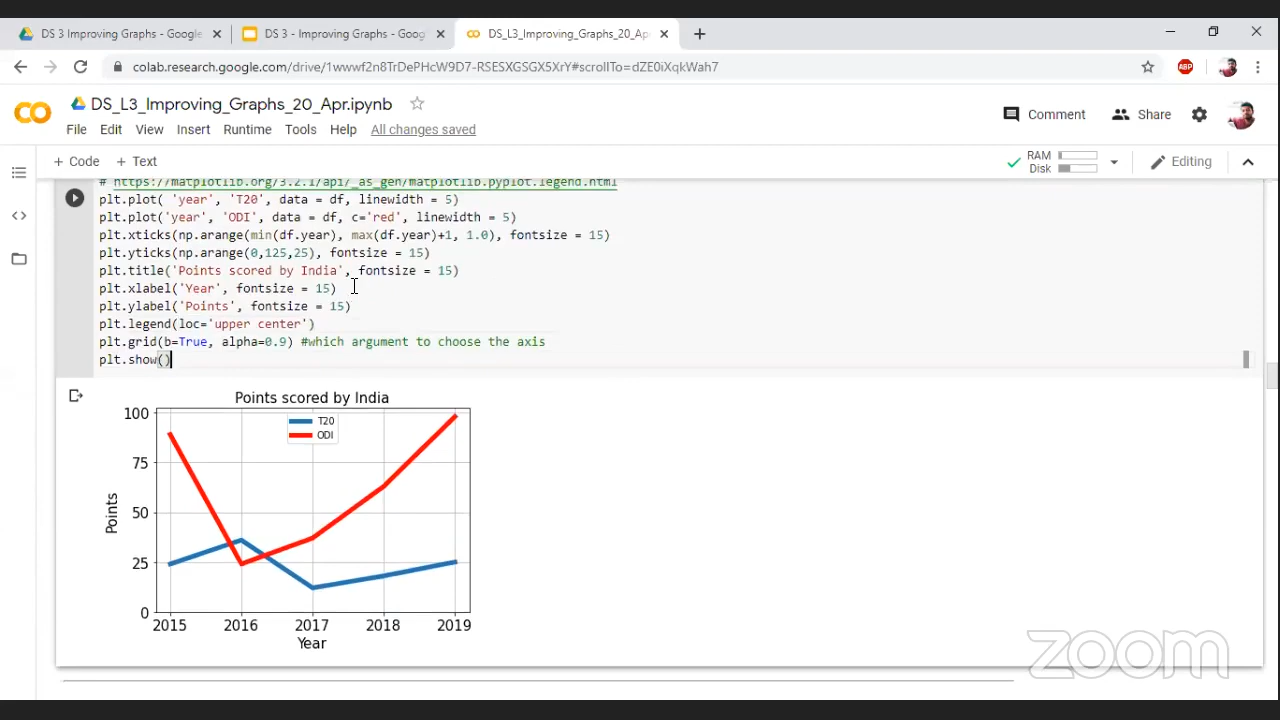 DS 3 Improving Graphs - Google
DS 3 - Improving Graphs - Goog
DS_L3_Improving_Graphs_20_Ap
colab.research.google.com/drive/1wwwf2n8TrDePHcW9D7-RSESXGSGX5XrY#scrollTo=dZE0iXqkWah7
ABP
CO
DS_L3_Improving_Graphs_20_Apr.ipynb
Comment
Share
File Edit View Insert Runtime Tools Help All changes saved
+ Code + Text
RAM
Disk
Editing
# https://matplotlib.org/3.2.1/api/_as_gen/matplotlib.pyplot.legend.html
plt.plot( 'year', 'T20', data = df, linewidth = 5)
plt.plot('year', 'ODI', data = df, c='red', linewidth = 5)
plt.xticks(np.arange(min(df.year), max(df.year)+1, 1.0), fontsize = 15)
plt.yticks(np.arange(0,125,25), fontsize = 15)
plt.title('Points scored by India', fontsize = 15)
plt.xlabel('Year', fontsize = 15)
plt.ylabel('Points', fontsize = 15)
plt.legend(loc='upper center')
plt.grid(b=True, alpha=0.9) #which argument to choose the axis
plt.show()
Points scored by India
T20
ODI
100
75
50
25
0
Points
2015 2016 2017 2018 2019
Year
zoom